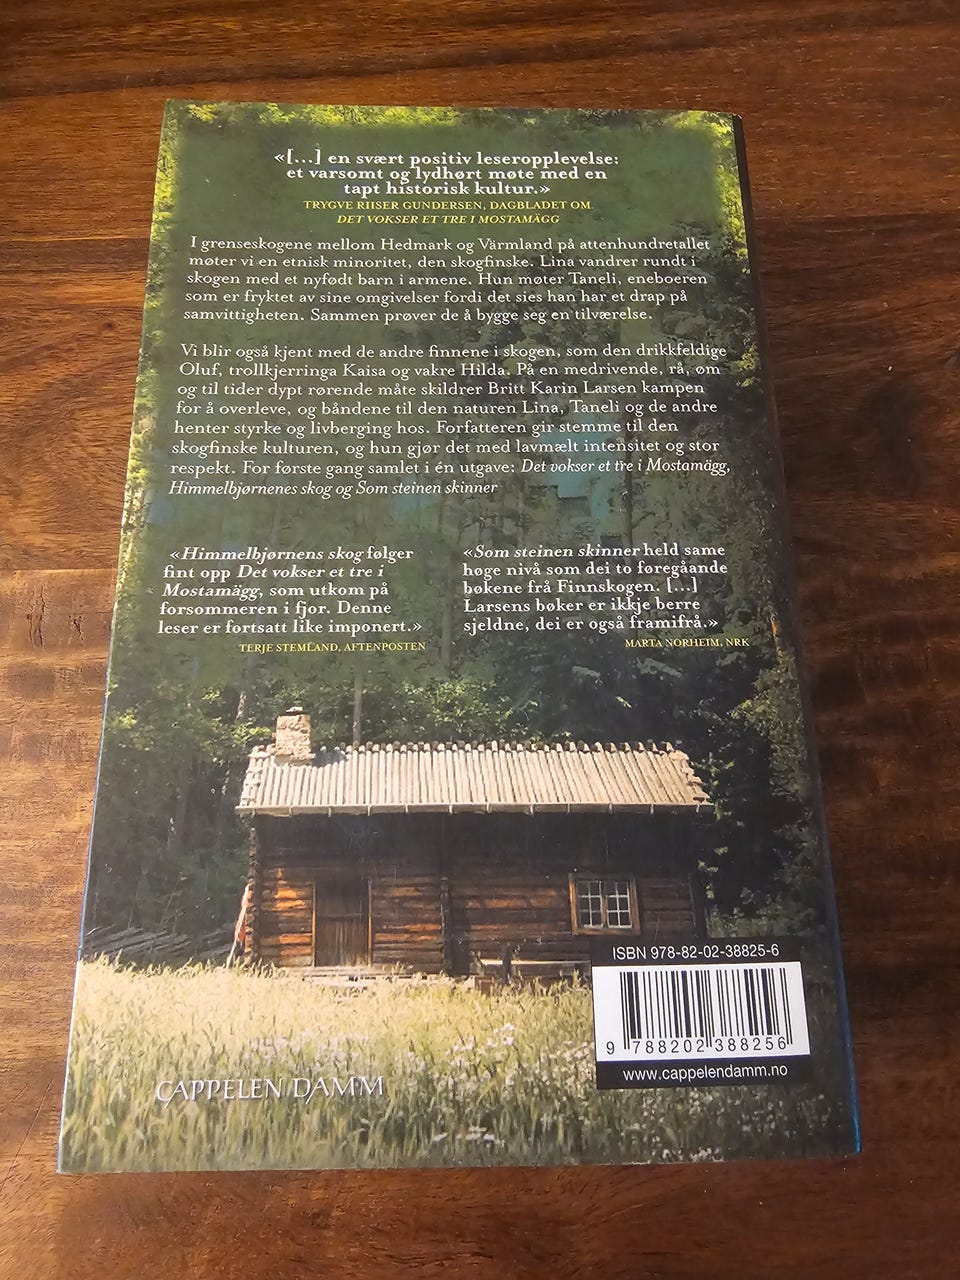 «[...] en svært positiv leseropplevelse:
et varsomt og lydhørt møte med en
tapt historisk kultur.»
TRYGVE RIISER GUNDERSEN, DAGBLADET OM
DET VOKSER ET TRE I MOSTAMÄGG
I grenseskogene mellom Hedmark og Värmland på attenhundretallet
møter vi en etnisk minoritet, den skogfinske. Lina vandrer rundt i
skogen med et nyfødt barn i armene. Hun møter Taneli, eneboeren
som er fryktet av sine omgivelser fordi det sies han har et drap på
samvittigheten. Sammen prøver de å bygge seg en tilværelse.
Vi blir også kjent med de andre finnene i skogen, som den drikkfeldige
Oluf, trollkjerringa Kaisa og vakre Hilda. På en medrivende, rå, øm
og til tider dypt rørende måte skildrer Britt Karin Larsen kampen
for å overleve, og båndene til den naturen Lina, Taneli og de andre
henter styrke og livberging hos. Forfatteren gir stemme til den
skogfinske kulturen, og hun gjør det med lavmælt intensitet og stor
respekt. For første gang samlet i én utgave: Det vokser et tre i Mostamägg,
Himmelbjørnenes skog og Som steinen skinner
«Himmelbjørnens skog følger
fint opp Det vokser et tre i
Mostamägg, som utkom på
forsommeren i fjor. Denne
leser er fortsatt like imponert.»
TERJE STEMLAND, AFTENPOSTEN
«Som steinen skinner held same
høge nivå som dei to føregåande
bøkene frå Finnskogen. [...]
Larsens bøker er ikkje berre
sjeldne, dei er også framifrå.»
MARTA NORHEIM, NRK
ISBN 978-82-02-38825-6
9 788202 388256
www.cappelendamm.no
CAPPELEN DAMM